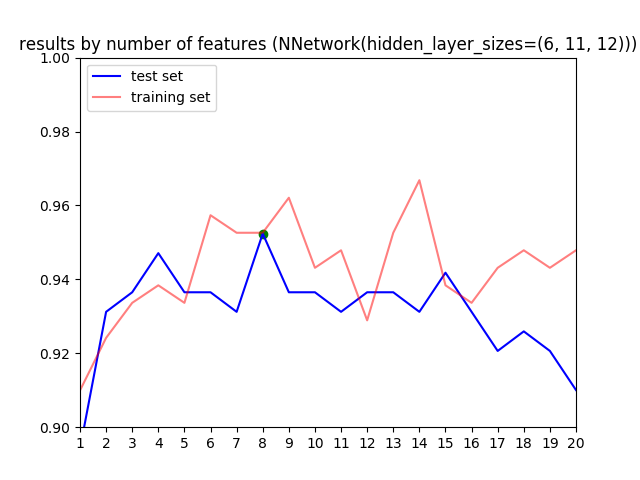 results by number of features (NNetwork(hidden_layer_sizes=(6, 11, 12)))
1.00
test set
training set
0.98
0.96
0.94
0.92
0.90
1 2 3 4 5 6 7 8 9 10 11 12 13 14 15 16 17 18 19 20